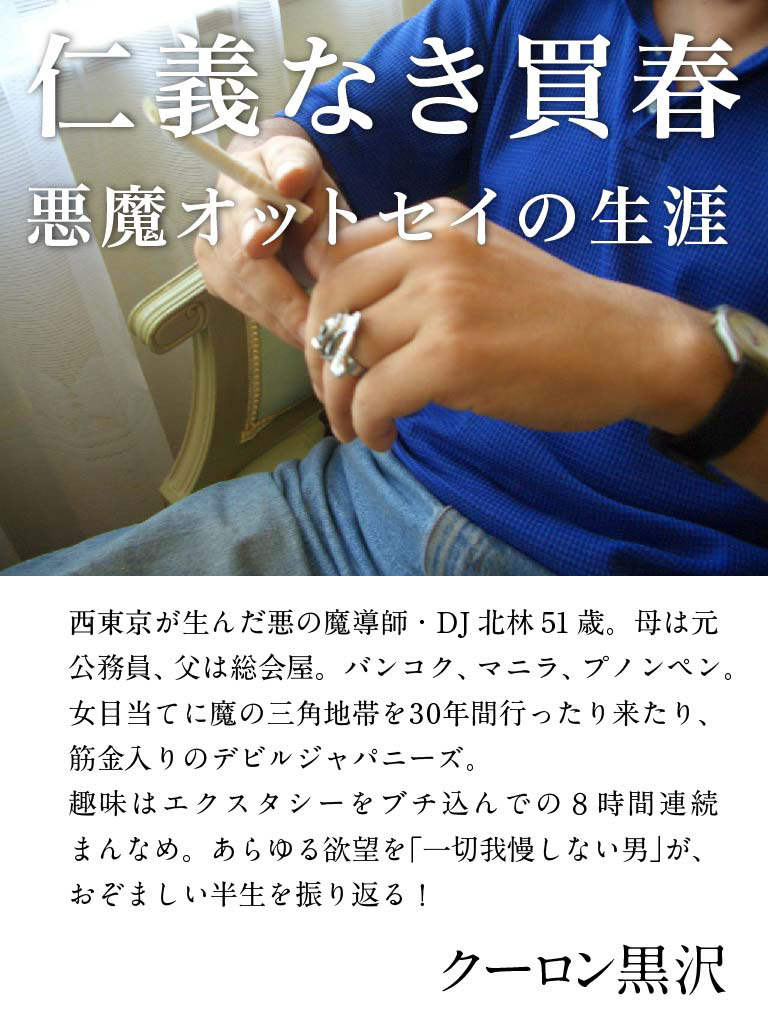 仁義なき買春
悪魔オットセイの生涯
西東京が生んだ悪の魔導師・DJ 北林 51 歳。母は元
公務員、父は総会屋。バンコク、マニラ、プノンペン。
女目当てに魔の三角地帯を30年間行ったり来たり、
筋金入りのデビルジャパニーズ。
趣味はエクスタシーをブチ込んでの８時間連続
まんなめ。あらゆる欲望を「一切我慢しない男」が、
おぞましい半生を振り返る！
クーロン黒沢